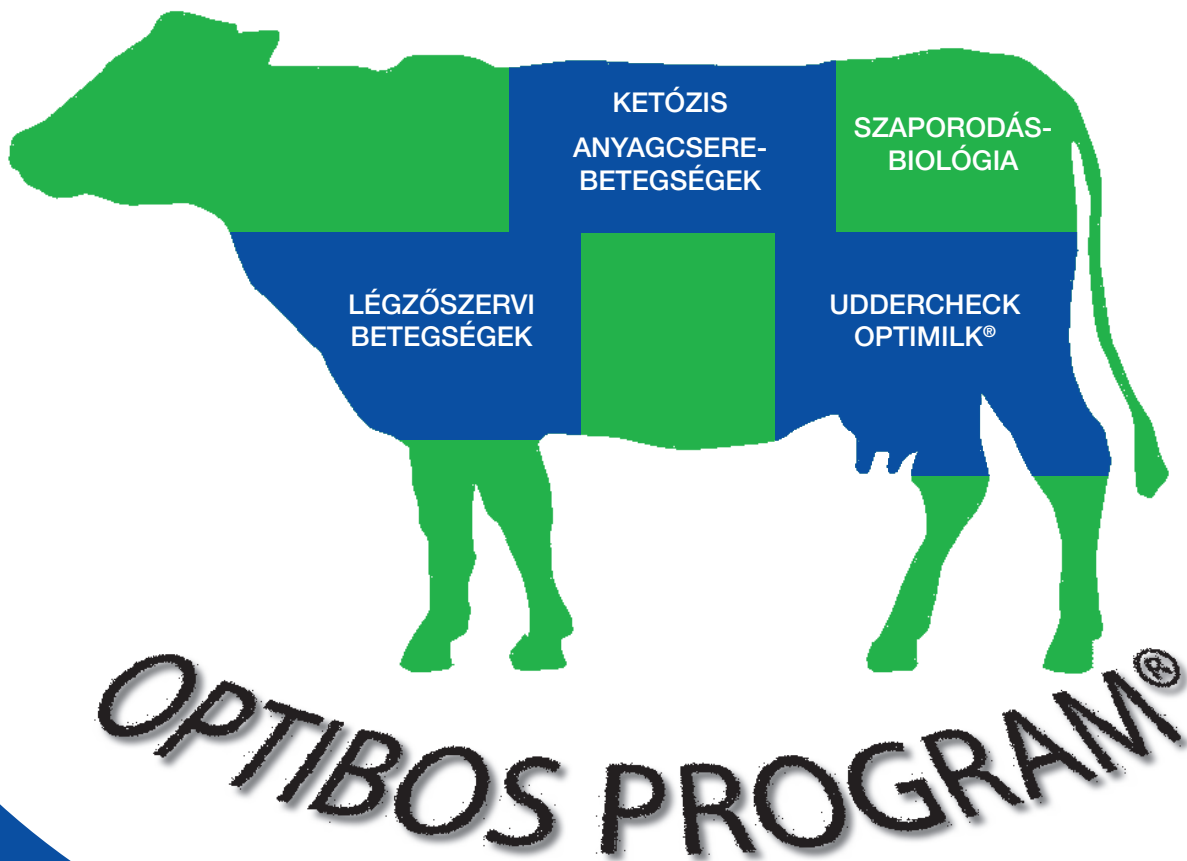 KETÓZIS
ANYAGCSERE-
BETEGSÉGEK
SZAPORODÁS-
BIOLÓGIA
LÉGZŐSZERVI
BETEGSÉGEK
UDDERCHECK
OPTIMILK®
OPTIBOS PROGRAM®